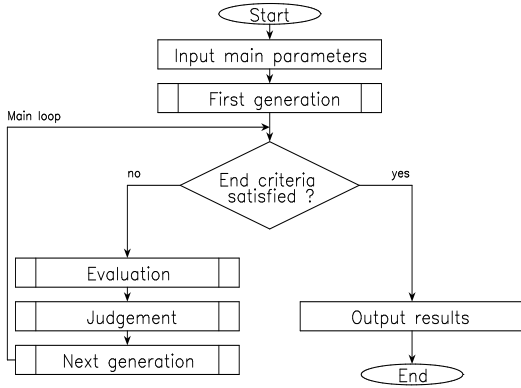 Start
Input main parameters
First generation
Main loop
End criteria
satisfied ?
no
yes
Evaluation
Judgement
Next generation
Output results
End